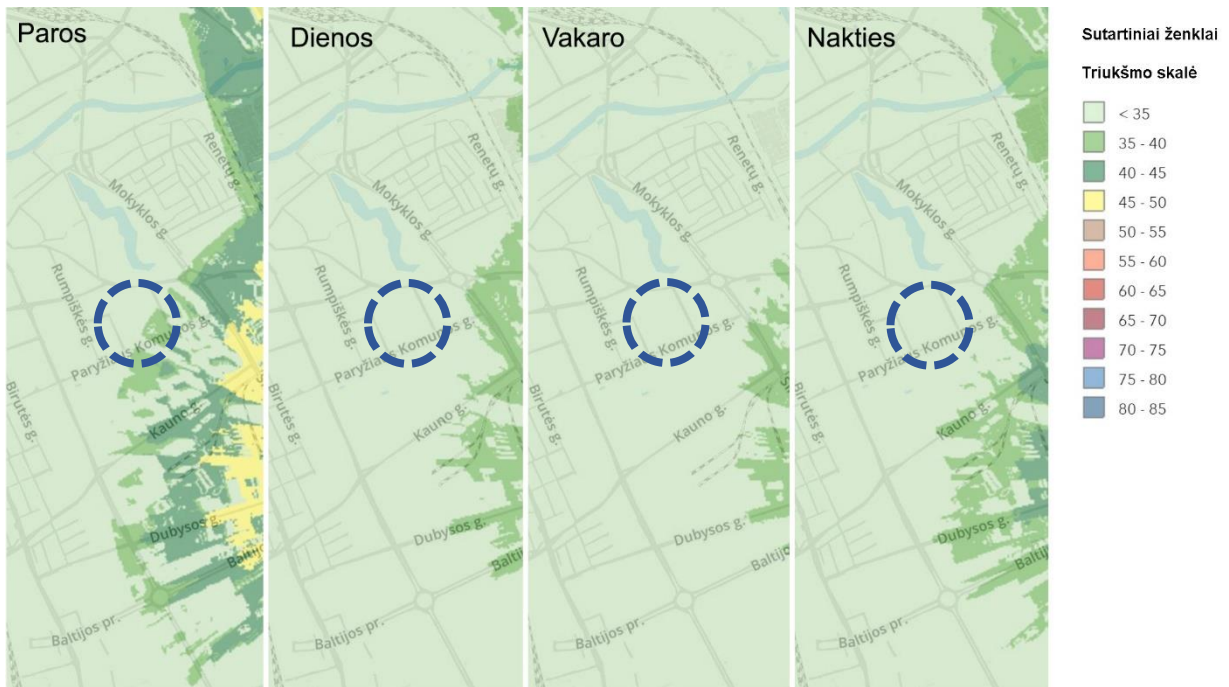 Paros
Renetų g.
Mokyklos g.
Rumpiškės g.
Paryžiaus Komunos g.
Birutės g.
Kauno g.
Dubysos g.
Baltijos pr.
Dienos
Renetų g.
Mokyklos g.
Rumpiškės g.
Paryžiaus Komunos g.
Birutės g.
Kauno g.
Dubysos g.
Baltijos pr.
Vakaro
Renetų g.
Mokyklos g.
Rumpiškės g.
Paryžiaus Komunos g.
Birutės g.
Kauno g.
Dubysos g.
Baltijos pr.
Nakties
Renetų g.
Mokyklos g.
Rumpiškės g.
Paryžiaus Komunos g.
Birutės g.
Kauno g.
Dubysos g.
Baltijos pr.
Sutartiniai ženklai
Triukšmo skalė
< 35
35 - 40
40 - 45
45 - 50
50 - 55
55 - 60
60 - 65
65 - 70
70 - 75
75 - 80
80 - 85